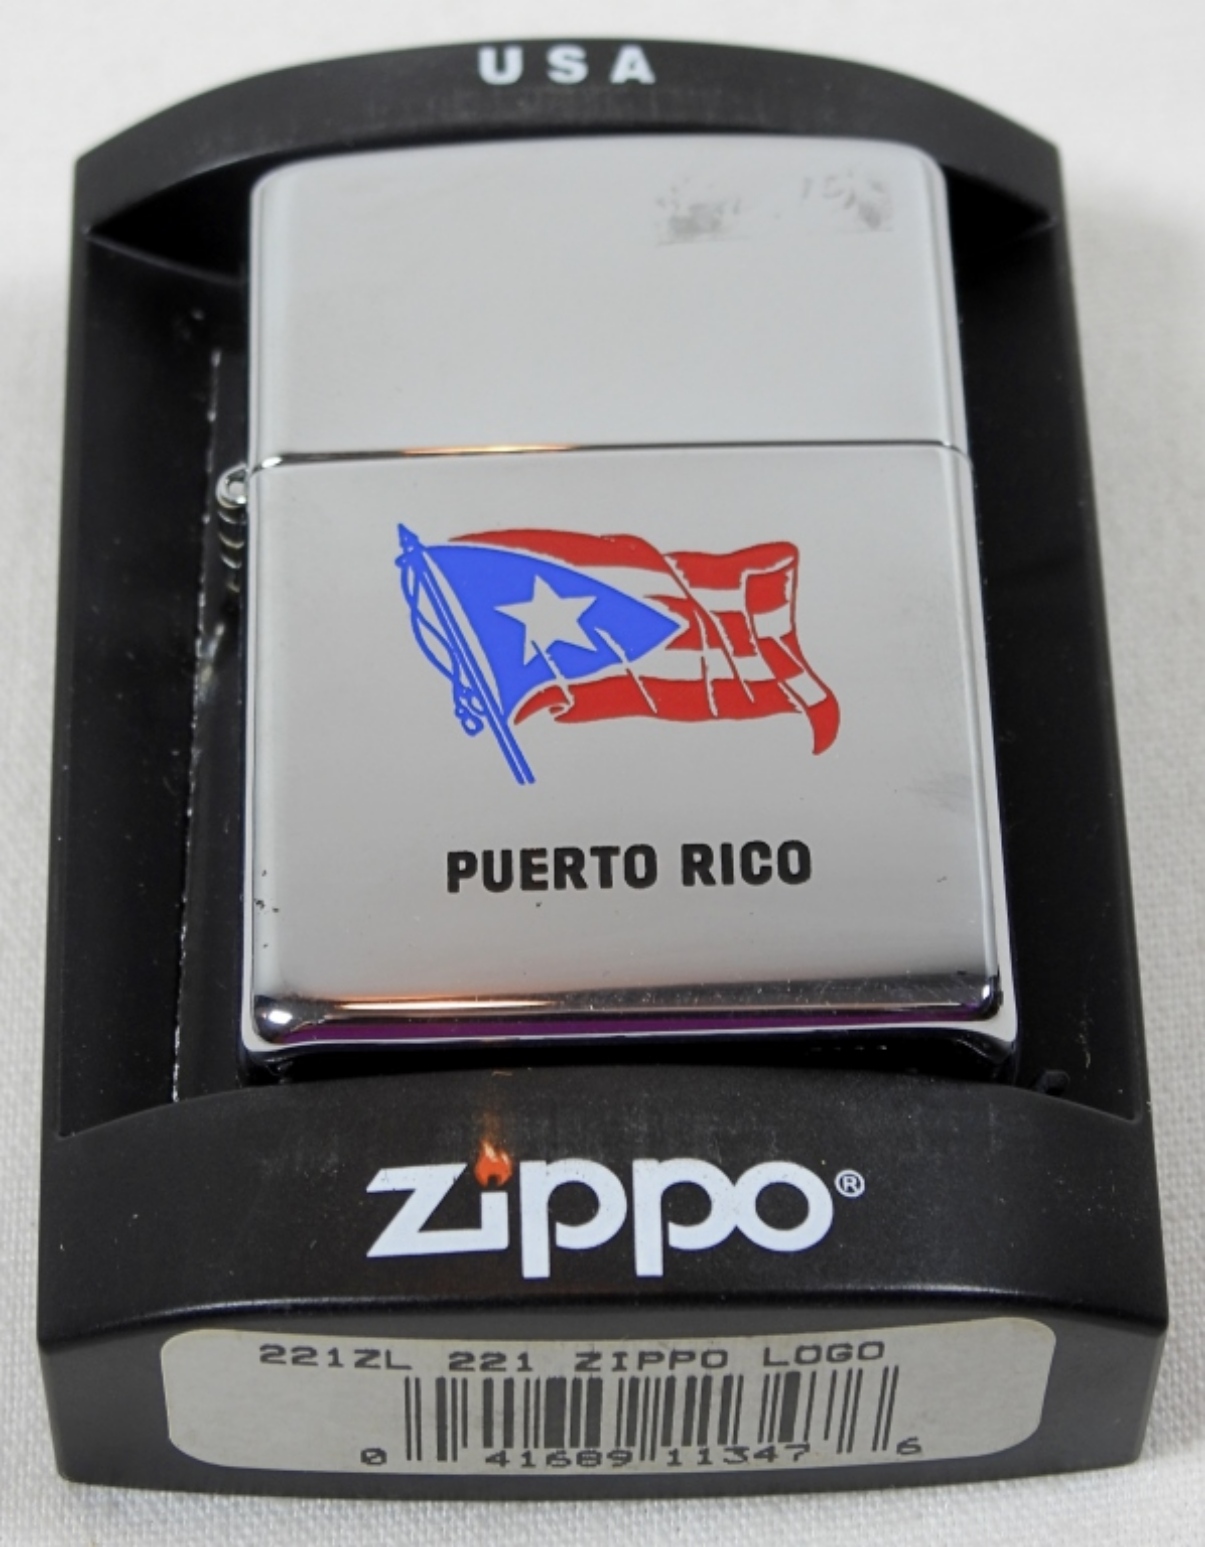 USA
PUERTO RICO
zippo®
221ZL 221 ZIPPO LOGO
0 41689 11347 6